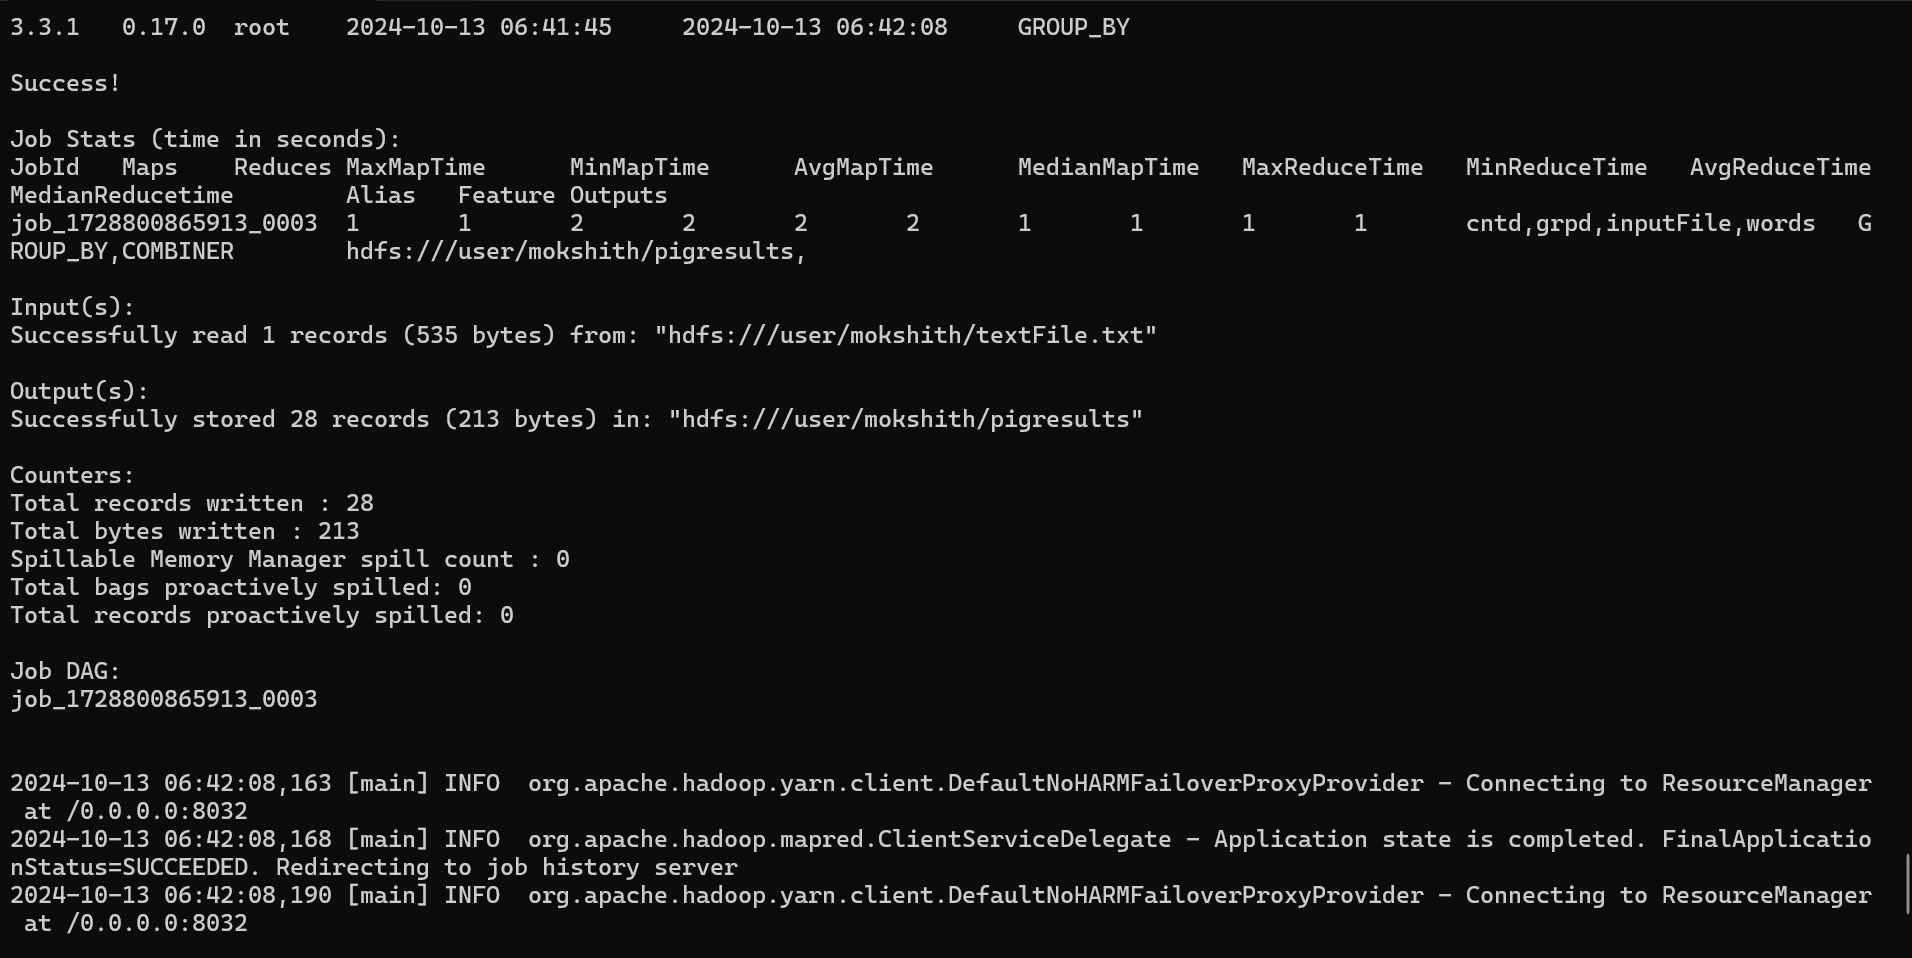 3.3.1   0.17.0  root    2024-10-13 06:41:45     2024-10-13 06:42:08     GROUP_BY
Success!
Job Stats (time in seconds):
JobId   Maps    Reduces MaxMapTime      MinMapTime      AvgMapTime      MedianMapTime   MaxReduceTime   MinReduceTime   AvgReduceTime
MedianReducetime        Alias   Feature Outputs
job_1728800865913_0003  1       1       2       2       2       2       1       1       1       1       cntd,grpd,inputFile,words   G
ROUP_BY,COMBINER        hdfs:///user/mokshith/pigresults,
Input(s):
Successfully read 1 records (535 bytes) from: "hdfs:///user/mokshith/textFile.txt"
Output(s):
Successfully stored 28 records (213 bytes) in: "hdfs:///user/mokshith/pigresults"
Counters:
Total records written : 28
Total bytes written : 213
Spillable Memory Manager spill count : 0
Total bags proactively spilled: 0
Total records proactively spilled: 0
Job DAG:
job_1728800865913_0003
2024-10-13 06:42:08,163 [main] INFO  org.apache.hadoop.yarn.client.DefaultNoHARMFailoverProxyProvider - Connecting to ResourceManager
 at /0.0.0.0:8032
2024-10-13 06:42:08,168 [main] INFO  org.apache.hadoop.mapred.ClientServiceDelegate - Application state is completed. FinalApplicatio
nStatus=SUCCEEDED. Redirecting to job history server
2024-10-13 06:42:08,190 [main] INFO  org.apache.hadoop.yarn.client.DefaultNoHARMFailoverProxyProvider - Connecting to ResourceManager
 at /0.0.0.0:8032